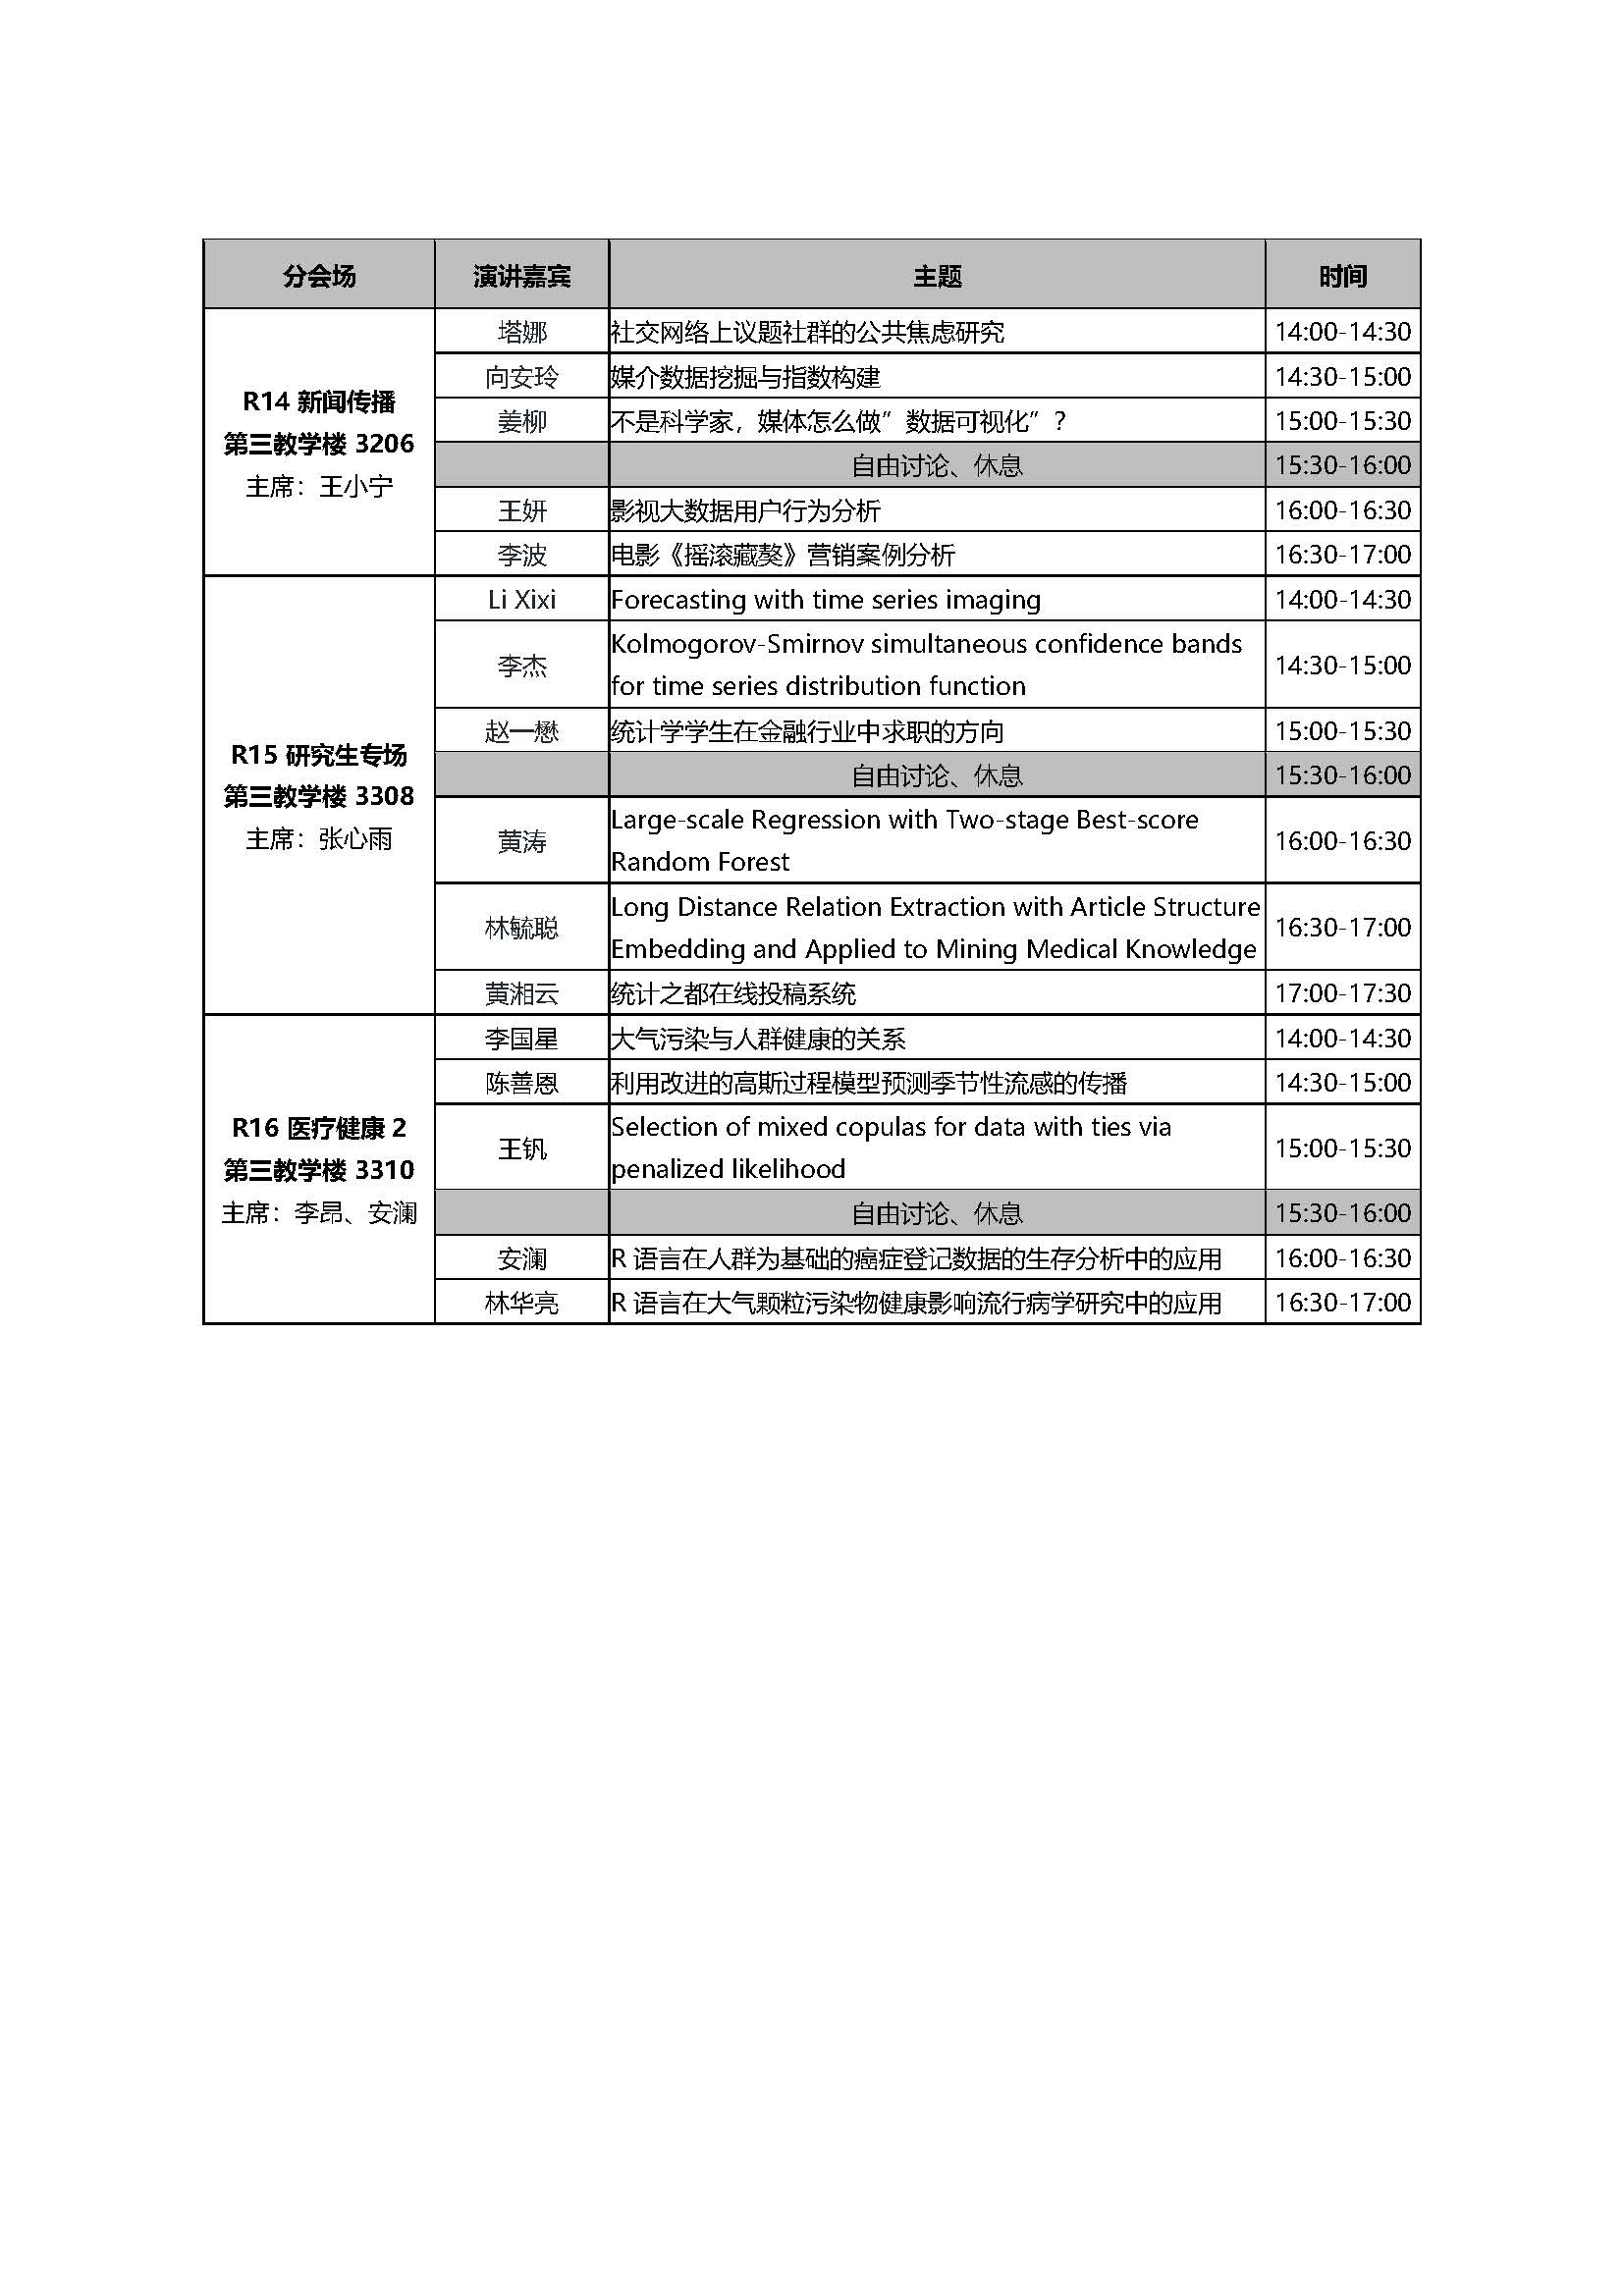 分会场 演讲嘉宾 主题 时间
R14 新闻传播
第三教学楼 3206
主席：王小宁
塔娜 社交网络上议题社群的公共焦虑研究 14:00-14:30
向安玲 媒介数据挖掘与指数构建 14:30-15:00
姜柳 不是科学家，媒体怎么做”数据可视化”？ 15:00-15:30
自由讨论、休息 15:30-16:00
王妍 影视大数据用户行为分析 16:00-16:30
李波 电影《摇滚藏獒》营销案例分析 16:30-17:00
R15 研究生专场
第三教学楼 3308
主席：张心雨
Li Xixi Forecasting with time series imaging 14:00-14:30
李杰 Kolmogorov-Smirnov simultaneous confidence bands
for time series distribution function 14:30-15:00
赵一懋 统计学学生在金融行业中求职的方向 15:00-15:30
自由讨论、休息 15:30-16:00
黄涛 Large-scale Regression with Two-stage Best-score
Random Forest 16:00-16:30
林毓聪 Long Distance Relation Extraction with Article Structure
Embedding and Applied to Mining Medical Knowledge 16:30-17:00
黄湘云 统计之都在线投稿系统 17:00-17:30
R16 医疗健康 2
第三教学楼 3310
主席：李昂、安澜
李国星 大气污染与人群健康的关系 14:00-14:30
陈善恩 利用改进的高斯过程模型预测季节性流感的传播 14:30-15:00
王钒 Selection of mixed copulas for data with ties via
penalized likelihood 15:00-15:30
自由讨论、休息 15:30-16:00
安澜 R 语言在人群为基础的癌症登记数据的生存分析中的应用 16:00-16:30
林华亮 R 语言在大气颗粒污染物健康影响流行病学研究中的应用 16:30-17:00